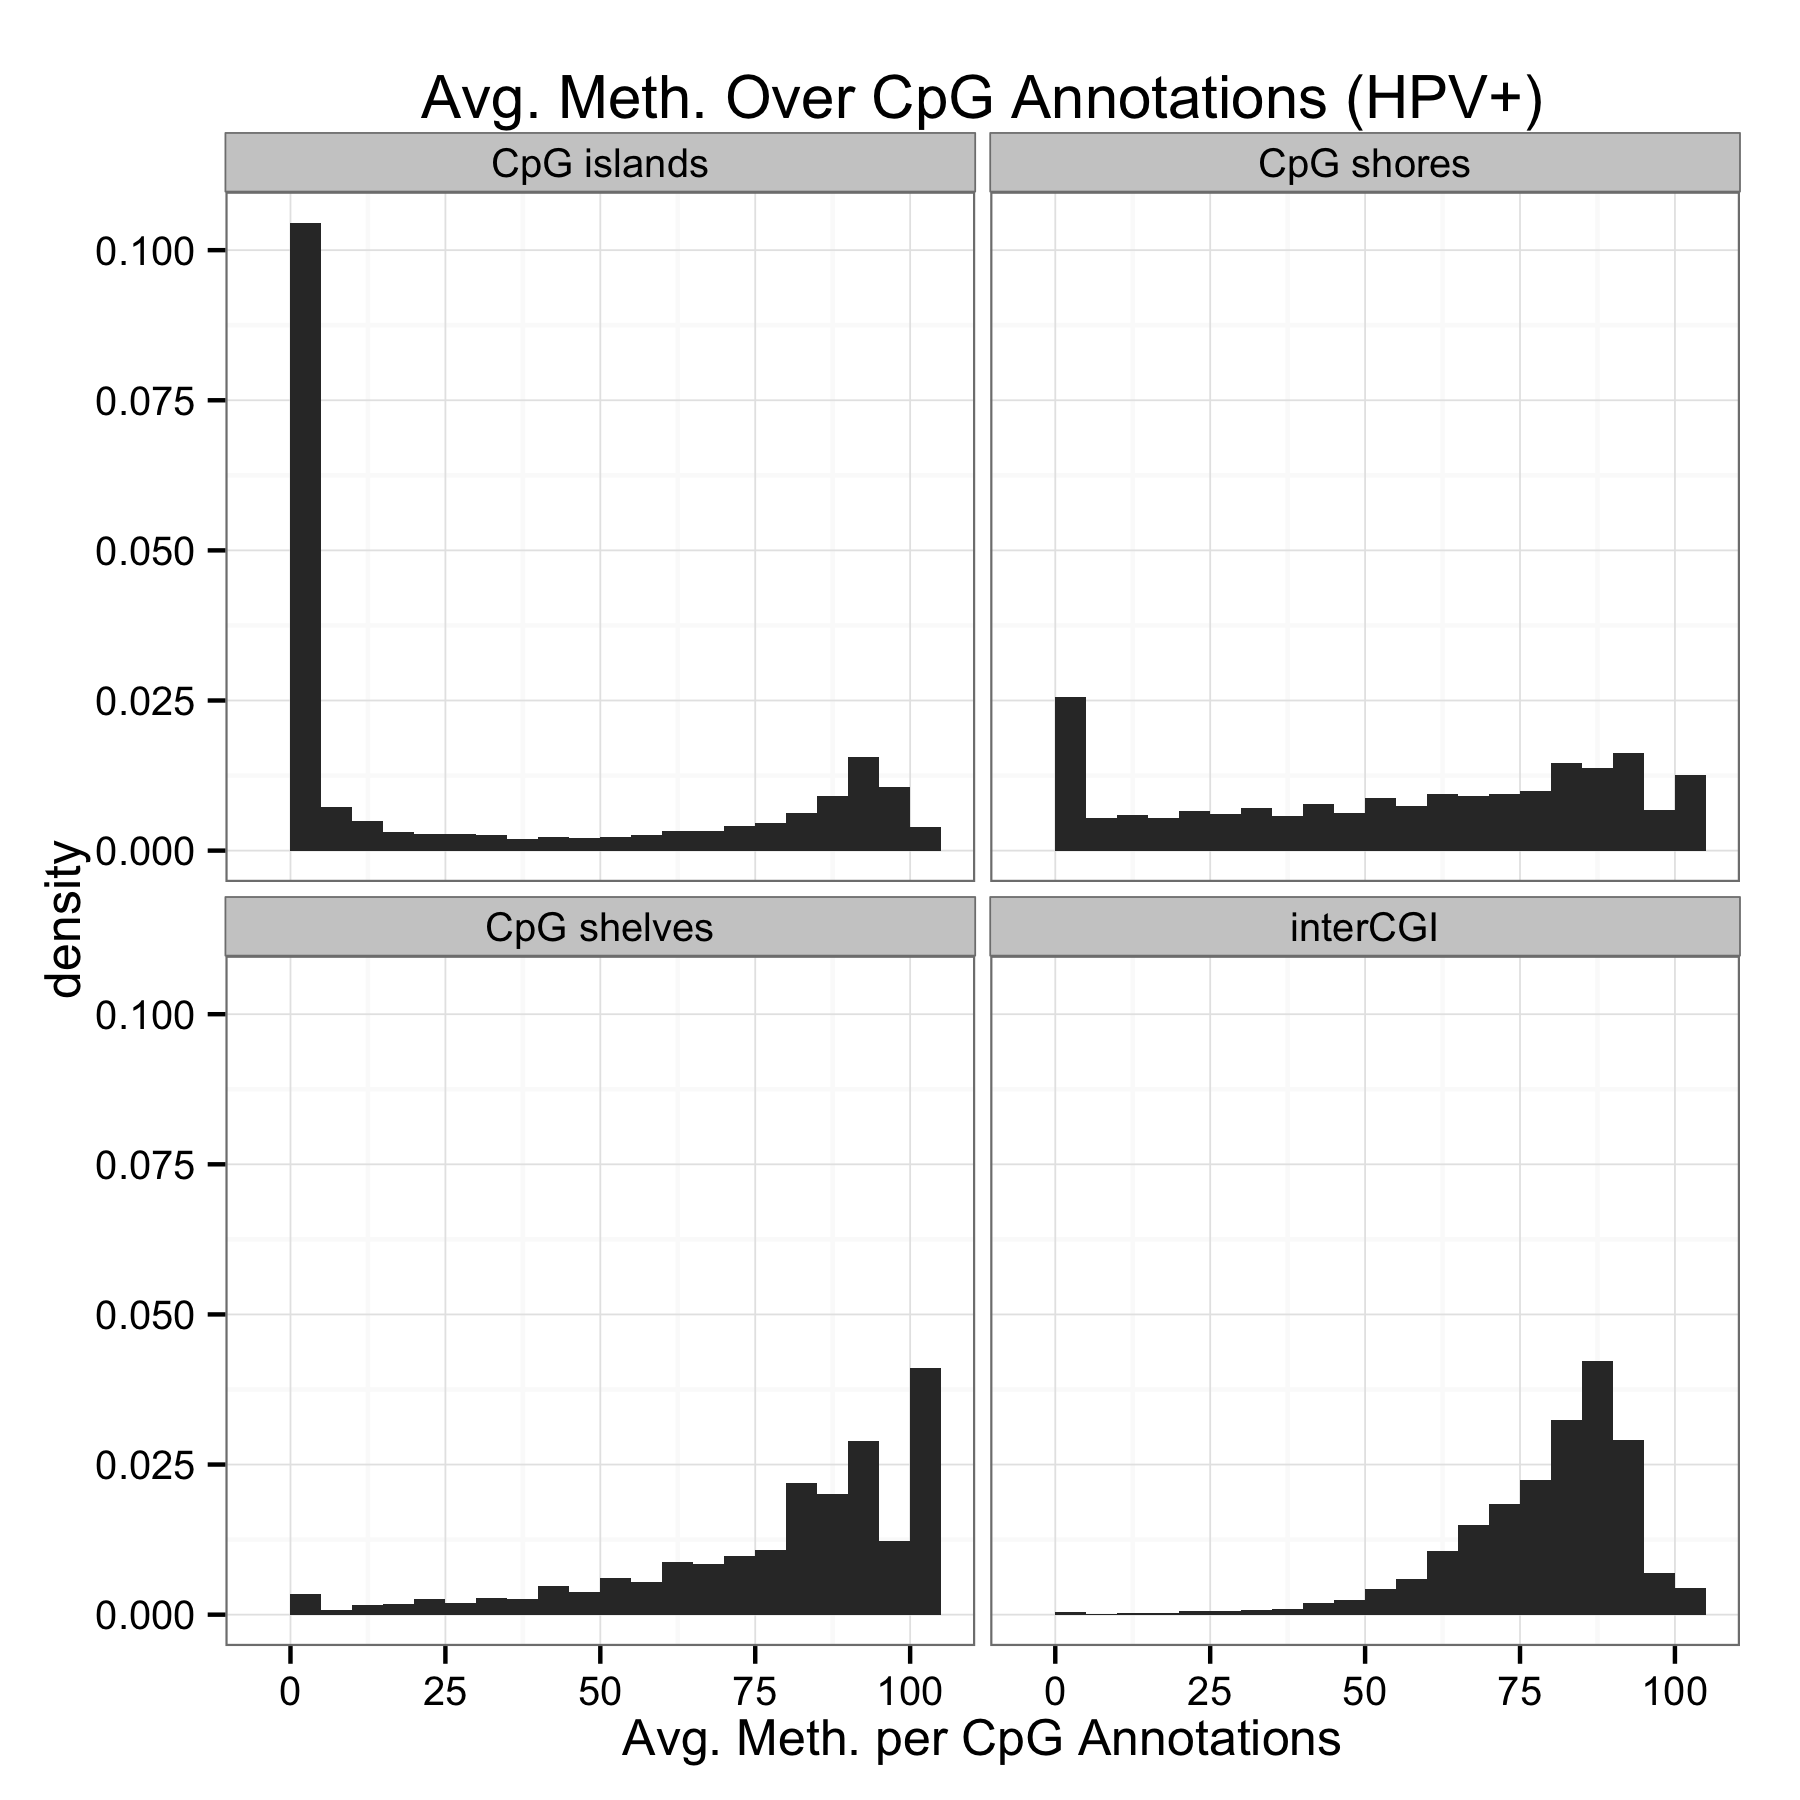 Avg. Meth. Over CpG Annotations (HPV+)
CpG islands
CpG shores
0.100
0.075
0.050
0.025
0.000
density
CpG shelves
interCGI
0.100
0.075
0.050
0.025
0.000
0 25 50 75 100 0 25 50 75 100
Avg. Meth. per CpG Annotations